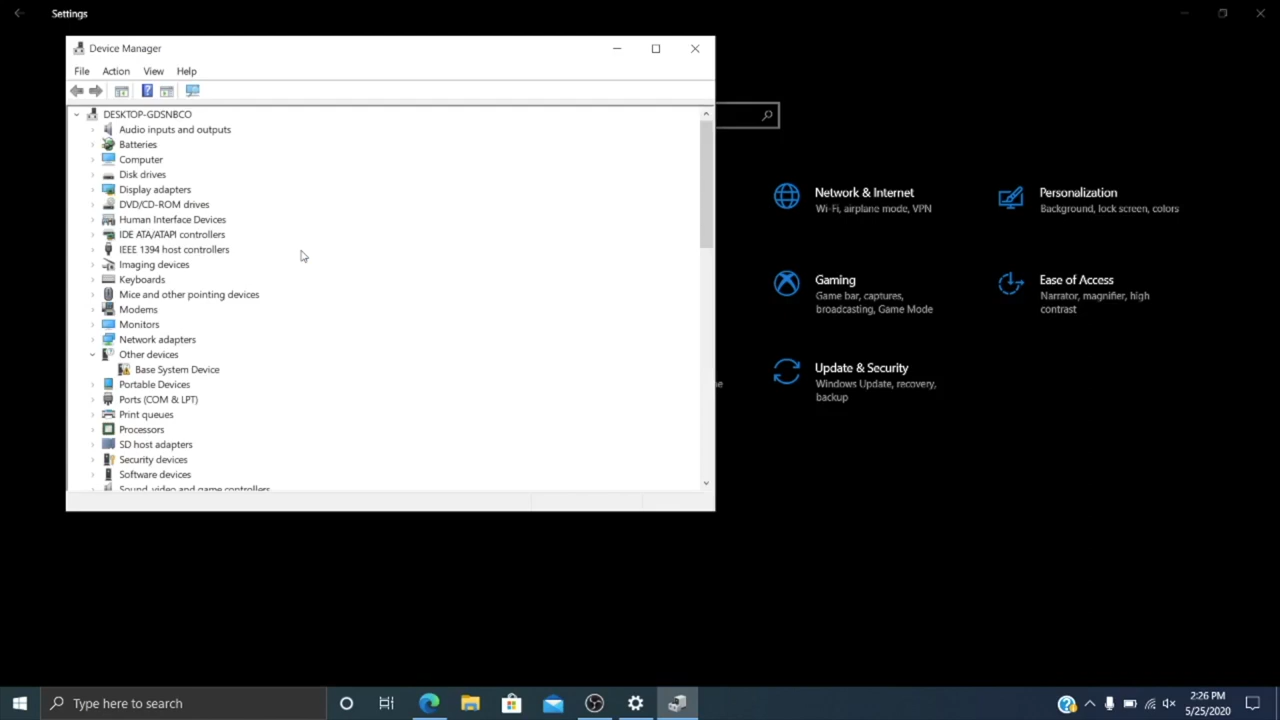 Settings
Device Manager
File Action View Help
DESKTOP-GDSNBCO
Audio inputs and outputs
Batteries
Computer
Disk drives
Display adapters
DVD/CD-ROM drives
Human Interface Devices
IDE ATA/ATAPI controllers
IEEE 1394 host controllers
Imaging devices
Keyboards
Mice and other pointing devices
Modems
Monitors
Network adapters
Other devices
Base System Device
Portable Devices
Ports (COM & LPT)
Print queues
Processors
SD host adapters
Security devices
Software devices
Sound, video and game controllers
Network & Internet
Wi-Fi, airplane mode, VPN
Personalization
Background, lock screen, colors
Gaming
Game bar, captures,
broadcasting, Game Mode
Ease of Access
Narrator, magnifier, high
contrast
Update & Security
Windows Update, recovery,
backup
Type here to search
2:26 PM
5/25/2020